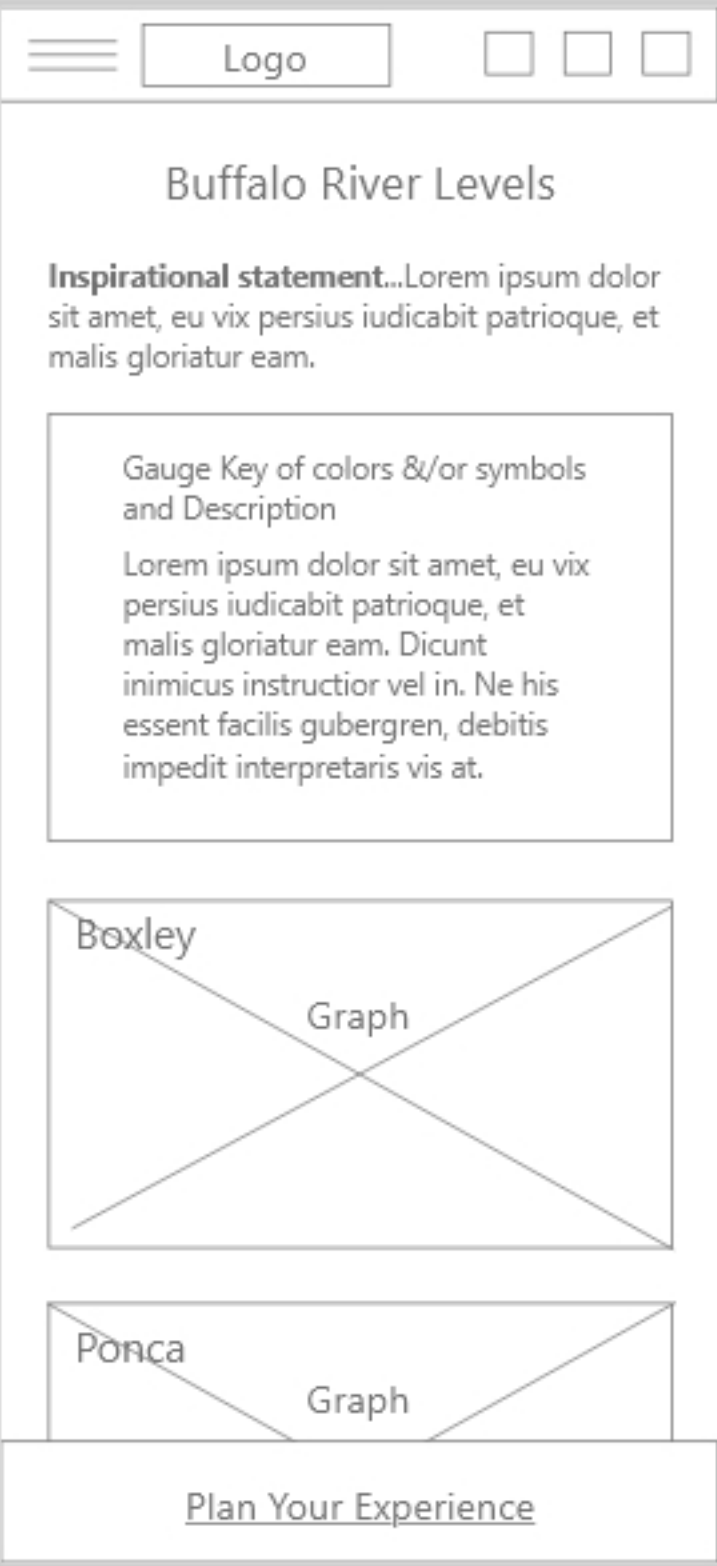 Logo
Buffalo River Levels
Inspirational statement...Lorem ipsum dolor
sit amet, eu vix persius iudicabit patrioque, et
malis gloriatur eam.
Gauge Key of colors &/or symbols
and Description
Lorem ipsum dolor sit amet, eu vix
persius iudicabit patrioque, et
malis gloriatur eam. Dicunt
inimicus instructior vel in. Ne his
essent facilis gubergren, debitis
impedit interpretaris vis at.
Boxley
Graph
Ponca
Graph
Plan Your Experience